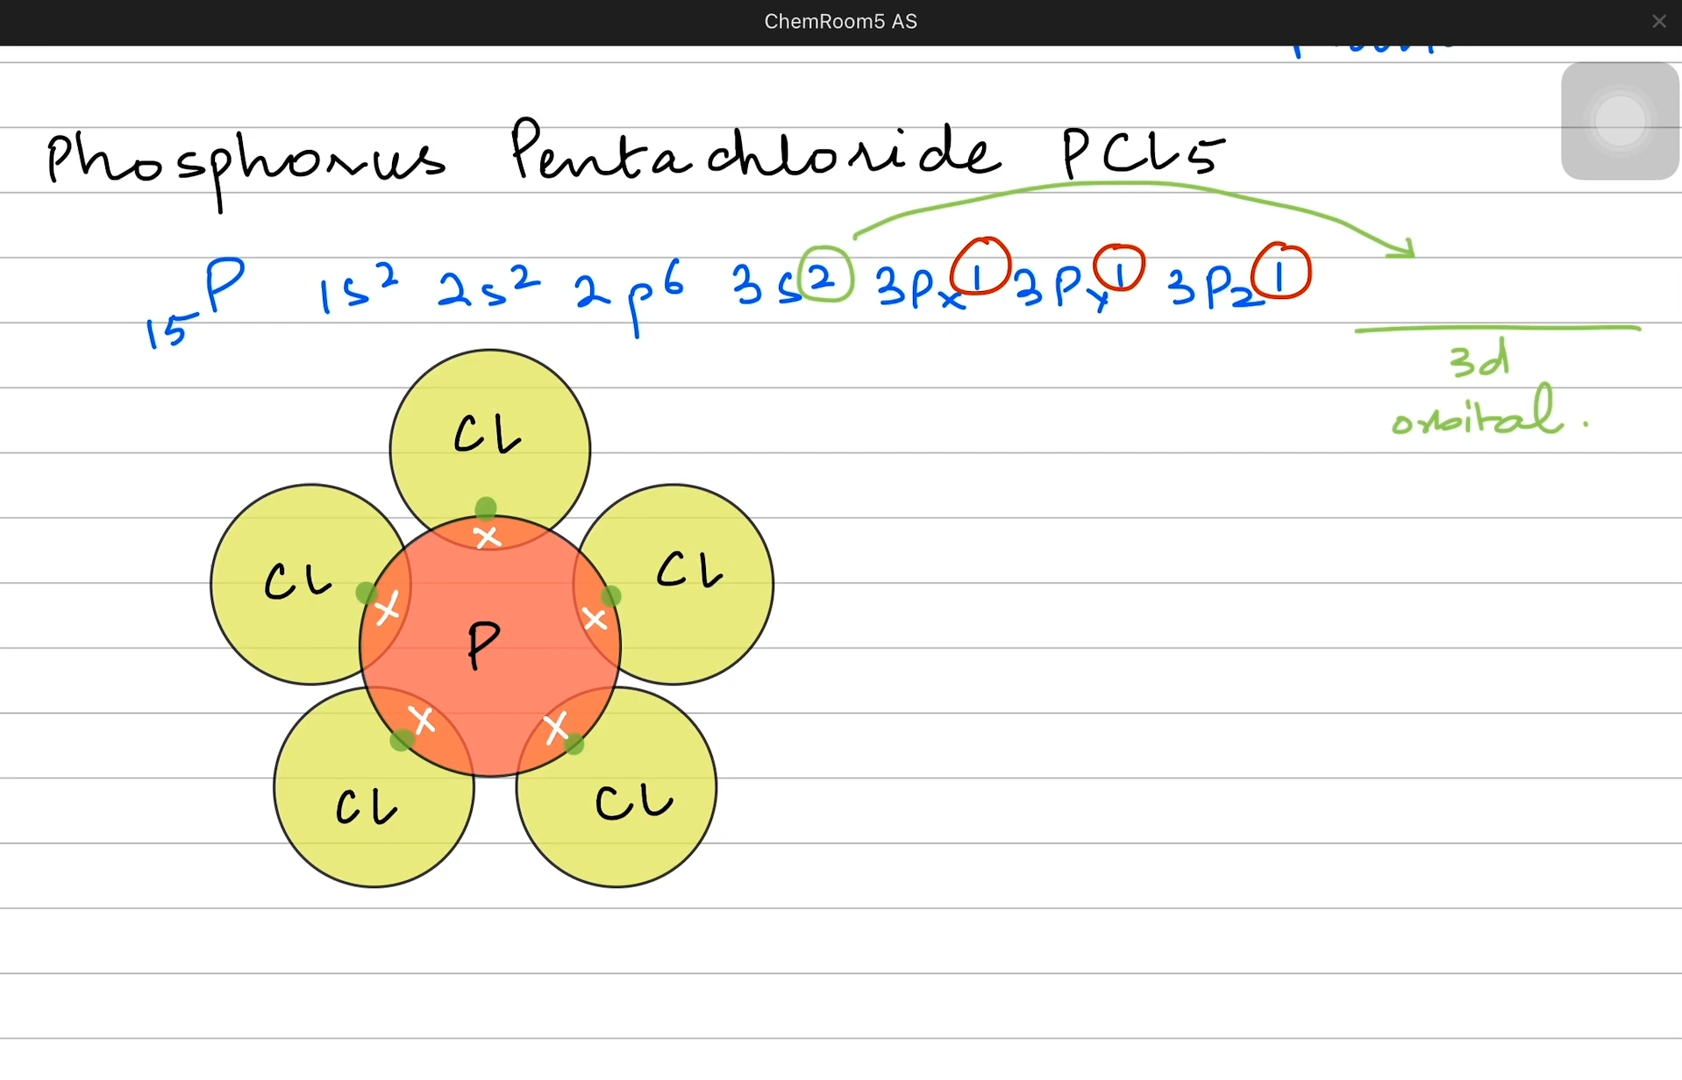 ChemRoom5 AS
Phosphorus Pentachloride PCl5
15P 1s² 2s² 2p⁶ 3s² 3px¹ 3py¹ 3pz¹
3d
orbital.
Cl
Cl
Cl
P
Cl
Cl